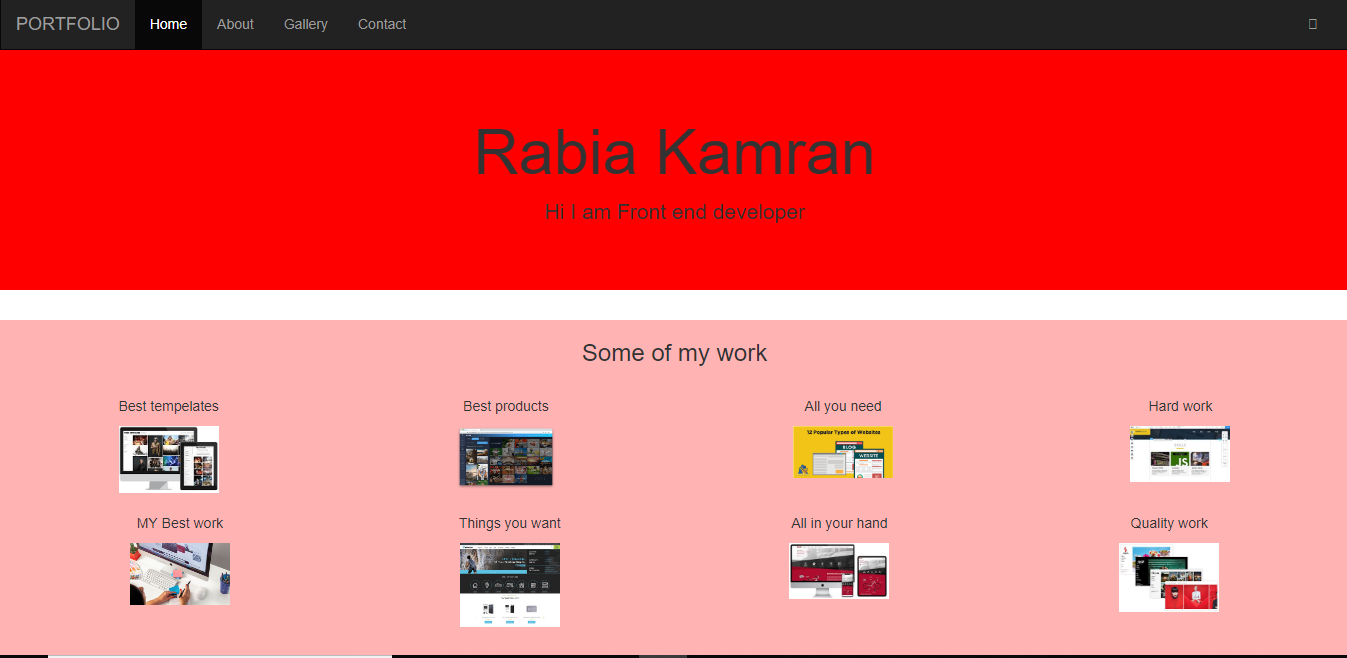 PORTFOLIO Home About Gallery Contact
Rabia Kamran
Hi I am Front end developer
Some of my work
Best tempelates Best products All you need Hard work
12 Popular Types of Websites
BLOG
WEBSITE
JS
MY Best work Things you want All in your hand Quality work